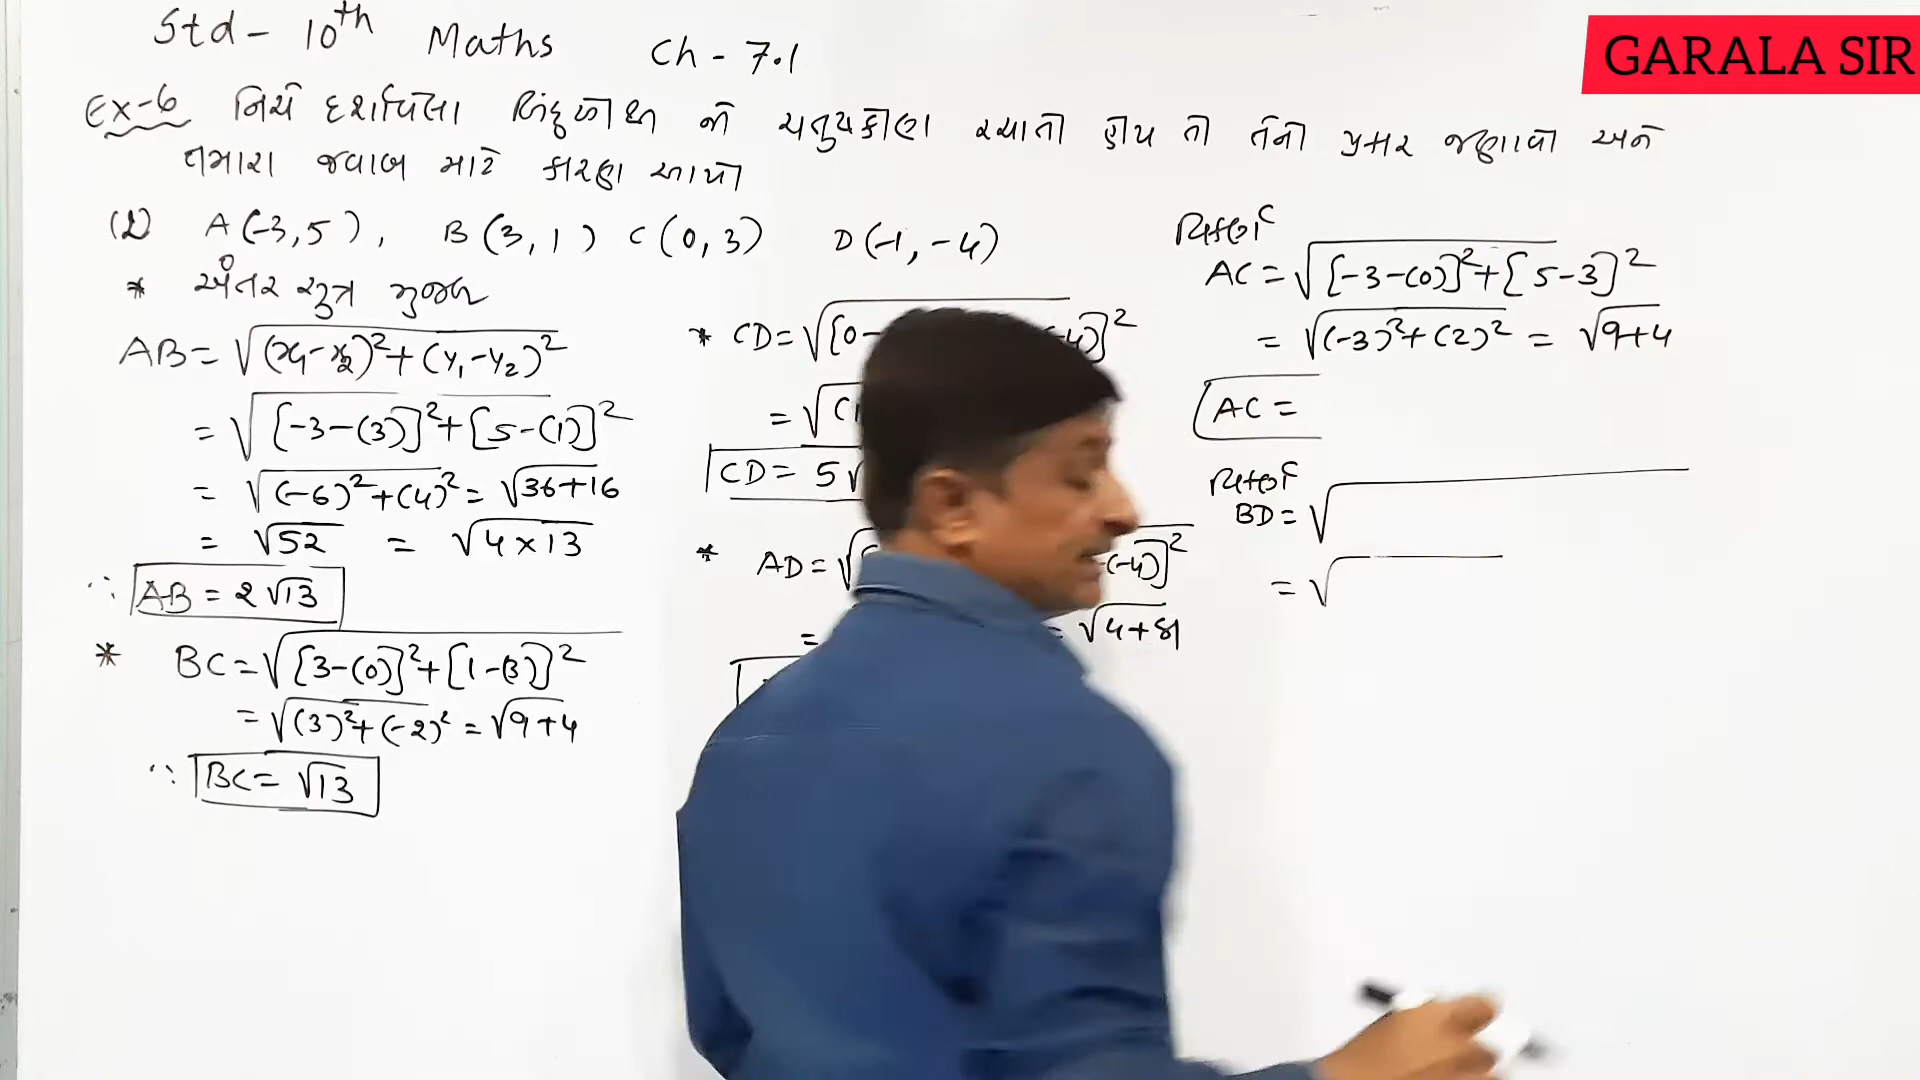 Std - 10th Maths Ch - 7.1
GARALA SIR
Ex-6 નિચે દર્શાવેલા બિંદુઓથી જો ચતુષ્કોણ રચાતો હોય તો તેનો પ્રકાર જણાવો અને
તમારા જવાબ માટે કારણ આપો
A(-3,5), B(3,1) C(0,3) D(-1,-4)
* અંતર સુત્ર મુજબ
AB = √(x₁-x₂)²+(y₁-y₂)²
= √[-3-(3)]²+[5-(1)]²
= √(-6)²+(4)² = √36+16
= √52 = √4×13
∴ AB = 2√13
* BC = √[3-(0)]²+[1-(3)]²
= √(3)²+(-2)² = √9+4
∴ BC = √13
* CD = √[0- 4)]²
= √(
CD = 5√
* AD = √ -(-4)]²
= = √4+81
વિકર્ણ
AC = √[-3-(0)]²+[5-3]²
= √(-3)²+(2)² = √9+4
AC =
વિકર્ણ
BD = √
= √